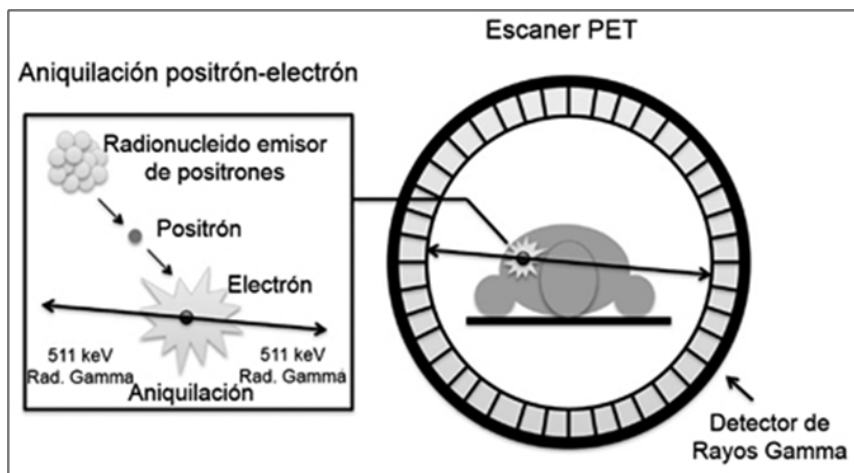 Escaner PET
Aniquilación positrón-electrón
Radionucleido emisor
de positrones
Positrón
Electrón
511 keV
Rad. Gamma
511 keV
Rad. Gamma
Aniquilación
Detector de
Rayos Gamma